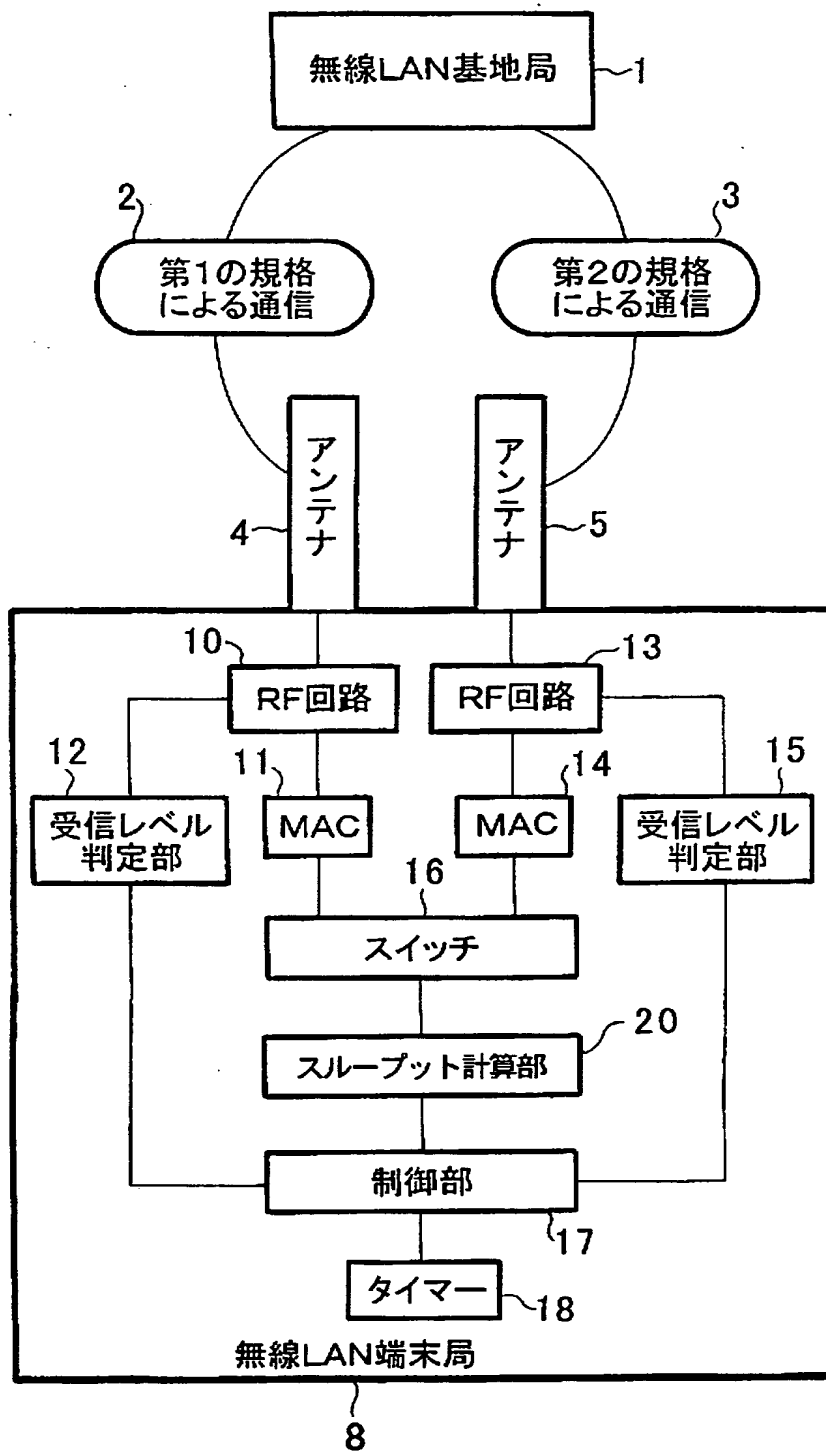 無線LAN基地局
1
2
3
第1の規格
による通信
第2の規格
による通信
アンテナ
アンテナ
4
5
10
13
RF回路
RF回路
12
11
14
15
受信レベル
判定部
MAC
MAC
受信レベル
判定部
16
スイッチ
20
スループット計算部
制御部
17
タイマー
18
無線LAN端末局
8